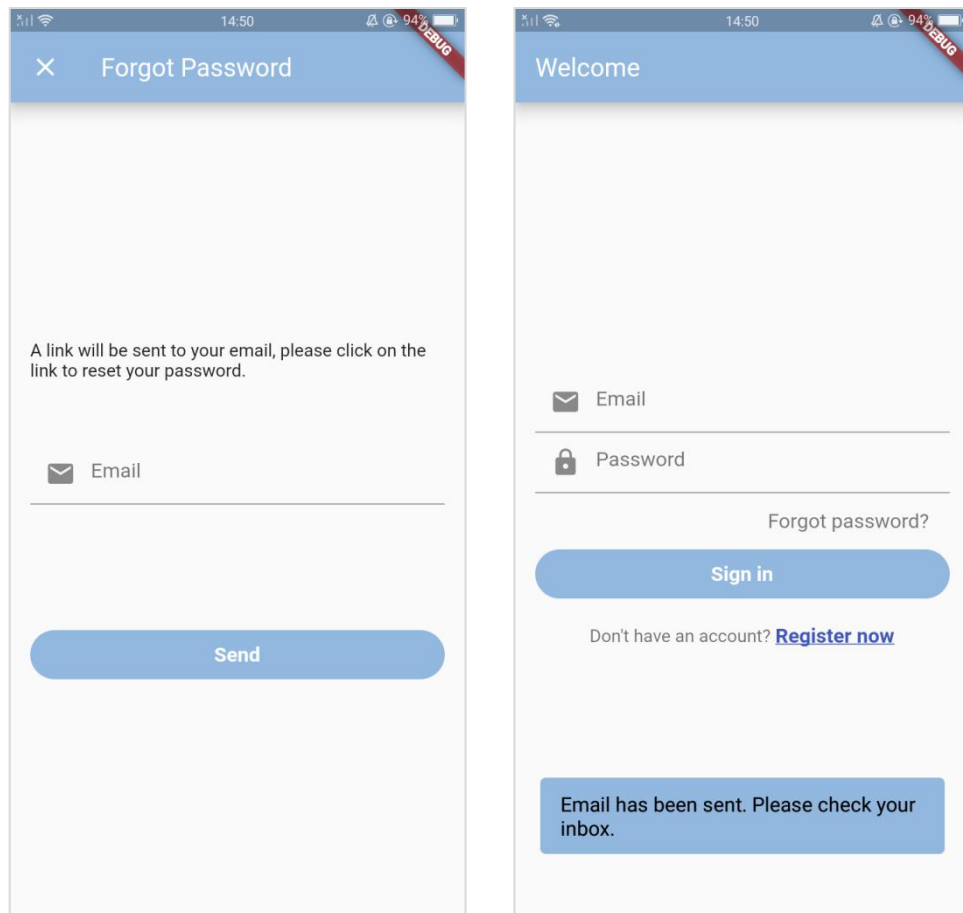 14:50
94%
DEBUG
Forgot Password
A link will be sent to your email, please click on the
link to reset your password.
Email
Send
14:50
94%
DEBUG
Welcome
Email
Password
Forgot password?
Sign in
Don't have an account? Register now
Email has been sent. Please check your
inbox.